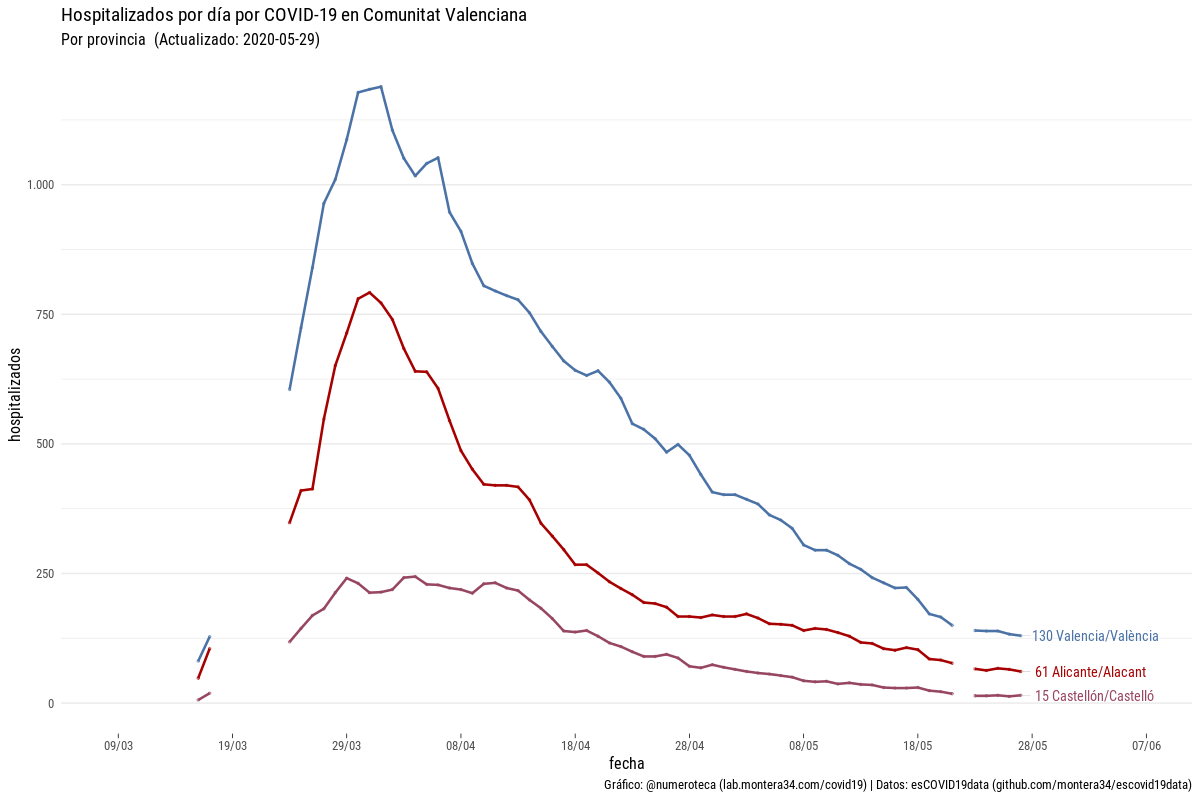 Hospitalizados por día por COVID-19 en Comunitat Valenciana
Por provincia  (Actualizado: 2020-05-29)
hospitalizados
1.000
750
500
250
0
130 Valencia/València
61 Alicante/Alacant
15 Castellón/Castelló
09/03
19/03
29/03
08/04
18/04
28/04
08/05
18/05
28/05
07/06
fecha
Gráfico: @numeroteca (lab.montera34.com/covid19) | Datos: esCOVID19data (github.com/montera34/escovid19data)